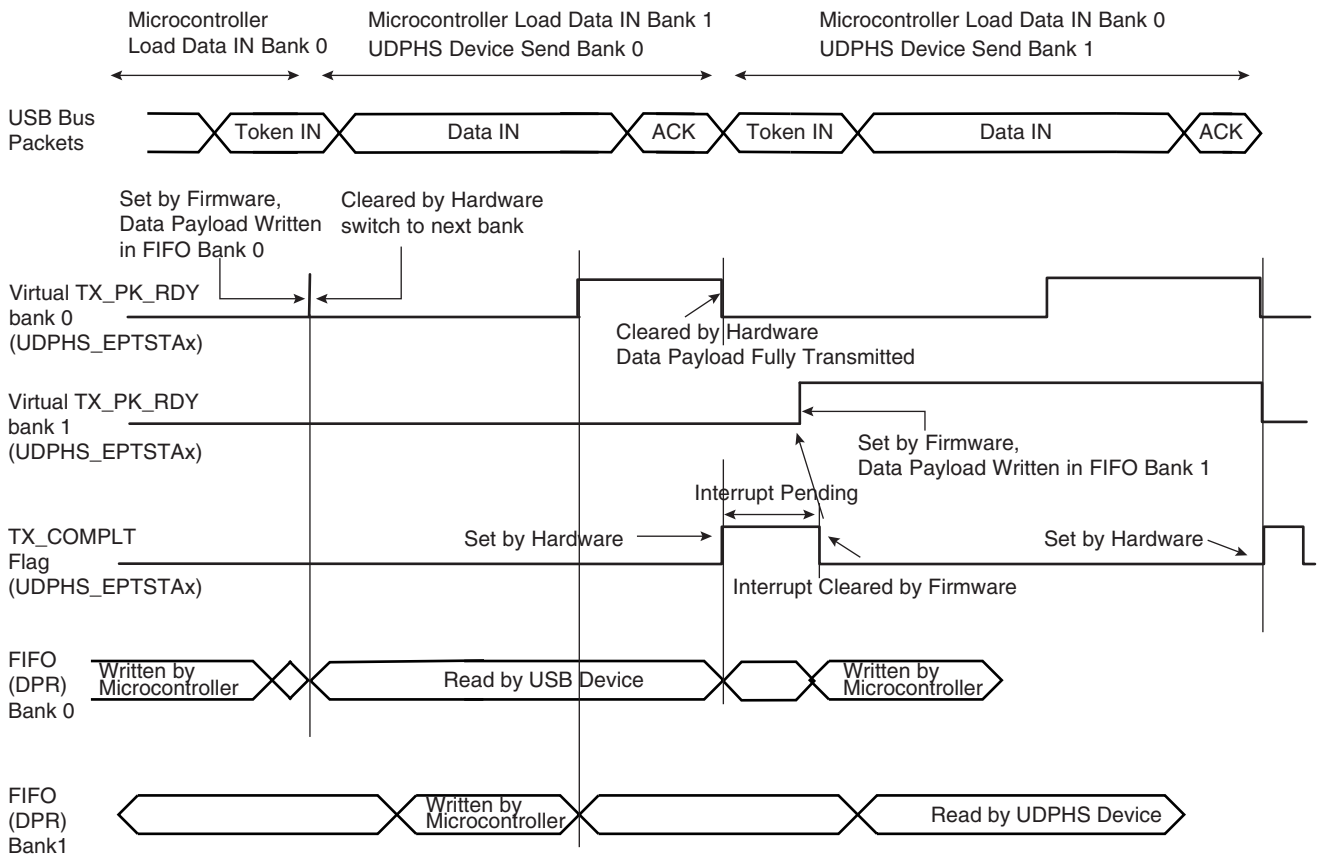 Microcontroller
Load Data IN Bank 0
Microcontroller Load Data IN Bank 1
UDPHS Device Send Bank 0
Microcontroller Load Data IN Bank 0
UDPHS Device Send Bank 1
USB Bus
Packets
Token IN
Data IN
ACK
Token IN
Data IN
ACK
Set by Firmware,
Data Payload Written
in FIFO Bank 0
Cleared by Hardware
switch to next bank
Virtual TX_PK_RDY
bank 0
(UDPHS_EPTSTAx)
Cleared by Hardware
Data Payload Fully Transmitted
Virtual TX_PK_RDY
bank 1
(UDPHS_EPTSTAx)
Set by Firmware,
Data Payload Written in FIFO Bank 1
Interrupt Pending
TX_COMPLT
Flag
(UDPHS_EPTSTAx)
Set by Hardware
Set by Hardware
Interrupt Cleared by Firmware
FIFO
(DPR)
Bank 0
Written by
Microcontroller
Read by USB Device
Written by
Microcontroller
FIFO
(DPR)
Bank1
Written by
Microcontroller
Read by UDPHS Device